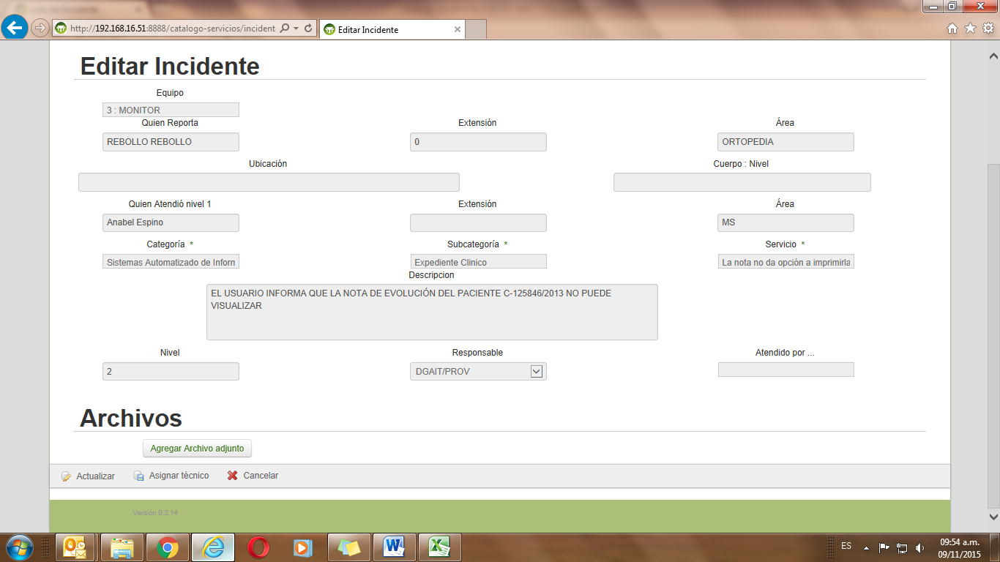 http://192.168.16.51:8888/catalogo-servicios/incident
Editar Incidente
Editar Incidente
Equipo
3 : MONITOR
Quien Reporta
Extensión
Área
REBOLLO REBOLLO
0
ORTOPEDIA
Ubicación
Cuerpo : Nivel
Quien Atendió nivel 1
Extensión
Área
Anabel Espino
MS
Categoría *
Subcategoría *
Servicio *
Sistemas Automatizado de Inforn
Expediente Clinico
La nota no da opción a imprimirla
Descripcion
EL USUARIO INFORMA QUE LA NOTA DE EVOLUCIÓN DEL PACIENTE C-125846/2013 NO PUEDE
VISUALIZAR
Nivel
Responsable
Atendido por ...
2
DGAIT/PROV
Archivos
Agregar Archivo adjunto
Actualizar
Asignar técnico
Cancelar
Versión 0.3.14
ES
09:54 a.m.
09/11/2015